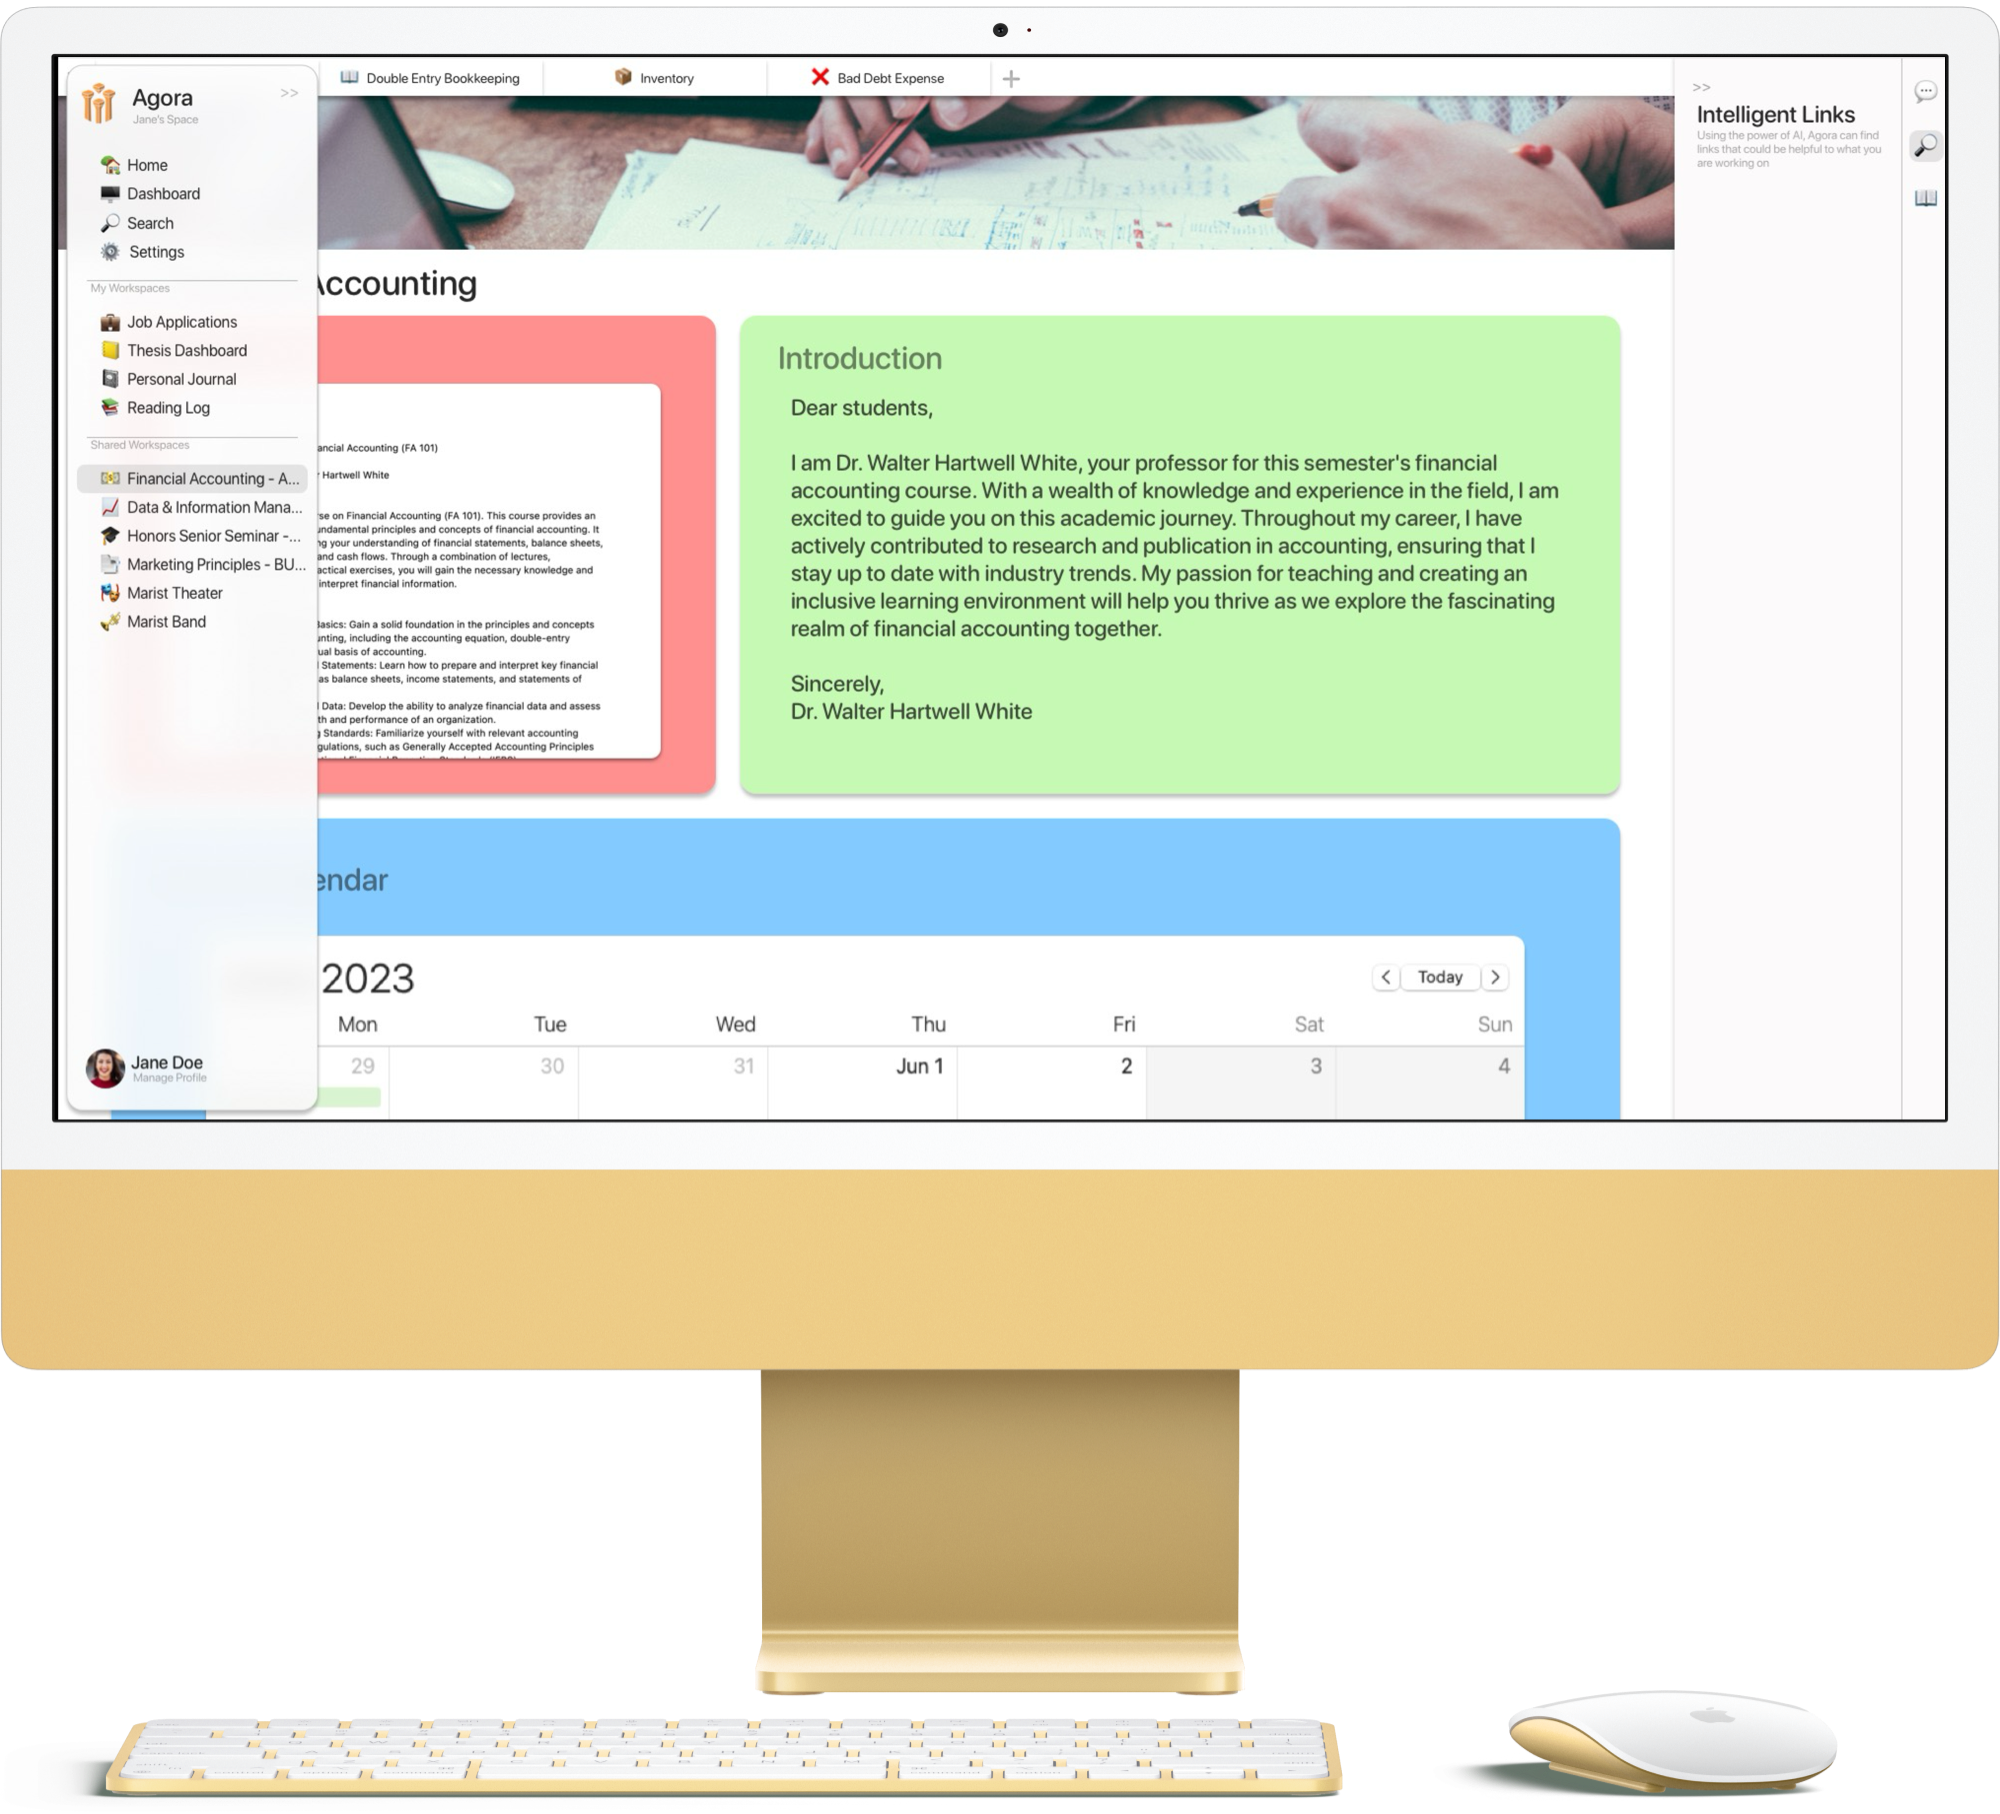 Agora
>>
Jane's Space
Home
Dashboard
Search
Settings
My Workspaces
Job Applications
Thesis Dashboard
Personal Journal
Reading Log
Shared Workspaces
Financial Accounting - A...
Data & Information Mana...
Honors Senior Seminar -...
Marketing Principles - BU...
Marist Theater
Marist Band
Jane Doe
Manage Profile
Double Entry Bookkeeping
Inventory
Bad Debt Expense
Accounting
ancial Accounting (FA 101)
Hartwell White
se on Financial Accounting (FA 101). This course provides an
undamental principles and concepts of financial accounting. It
ng your understanding of financial statements, balance sheets,
and cash flows. Through a combination of lectures,
actical exercises, you will gain the necessary knowledge and
interpret financial information.
Basics: Gain a solid foundation in the principles and concepts
unting, including the accounting equation, double-entry
ual basis of accounting.
Statements: Learn how to prepare and interpret key financial
as balance sheets, income statements, and statements of
Data: Develop the ability to analyze financial data and assess
th and performance of an organization.
g Standards: Familiarize yourself with relevant accounting
gulations, such as Generally Accepted Accounting Principles
Introduction
Dear students,
I am Dr. Walter Hartwell White, your professor for this semester's financial
accounting course. With a wealth of knowledge and experience in the field, I am
excited to guide you on this academic journey. Throughout my career, I have
actively contributed to research and publication in accounting, ensuring that I
stay up to date with industry trends. My passion for teaching and creating an
inclusive learning environment will help you thrive as we explore the fascinating
realm of financial accounting together.
Sincerely,
Dr. Walter Hartwell White
endar
2023
Today
Mon Tue Wed Thu Fri Sat Sun
29 30 31 Jun 1 2 3 4
>>
Intelligent Links
Using the power of AI, Agora can find
links that could be helpful to what you
are working on